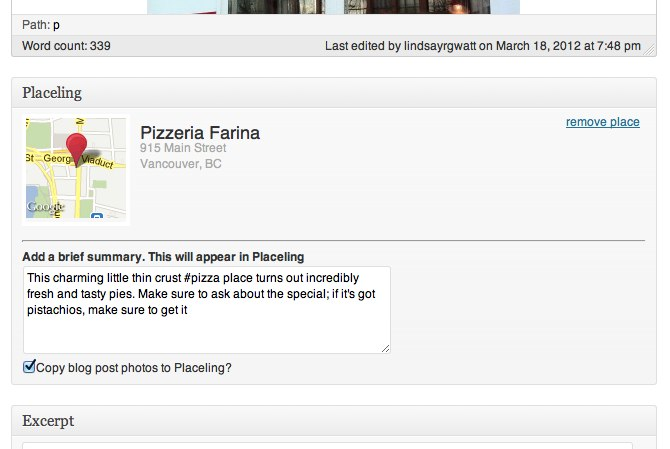 Path: p
Word count: 339 Last edited by lindsayrgwatt on March 18, 2012 at 7:48 pm
Placeling
remove place
Pizzeria Farina
915 Main Street
Vancouver, BC
St Georgia Viaduct
Google
Add a brief summary. This will appear in Placeling
This charming little thin crust #pizza place turns out incredibly
fresh and tasty pies. Make sure to ask about the special; if it's got
pistachios, make sure to get it
Copy blog post photos to Placeling?
Excerpt